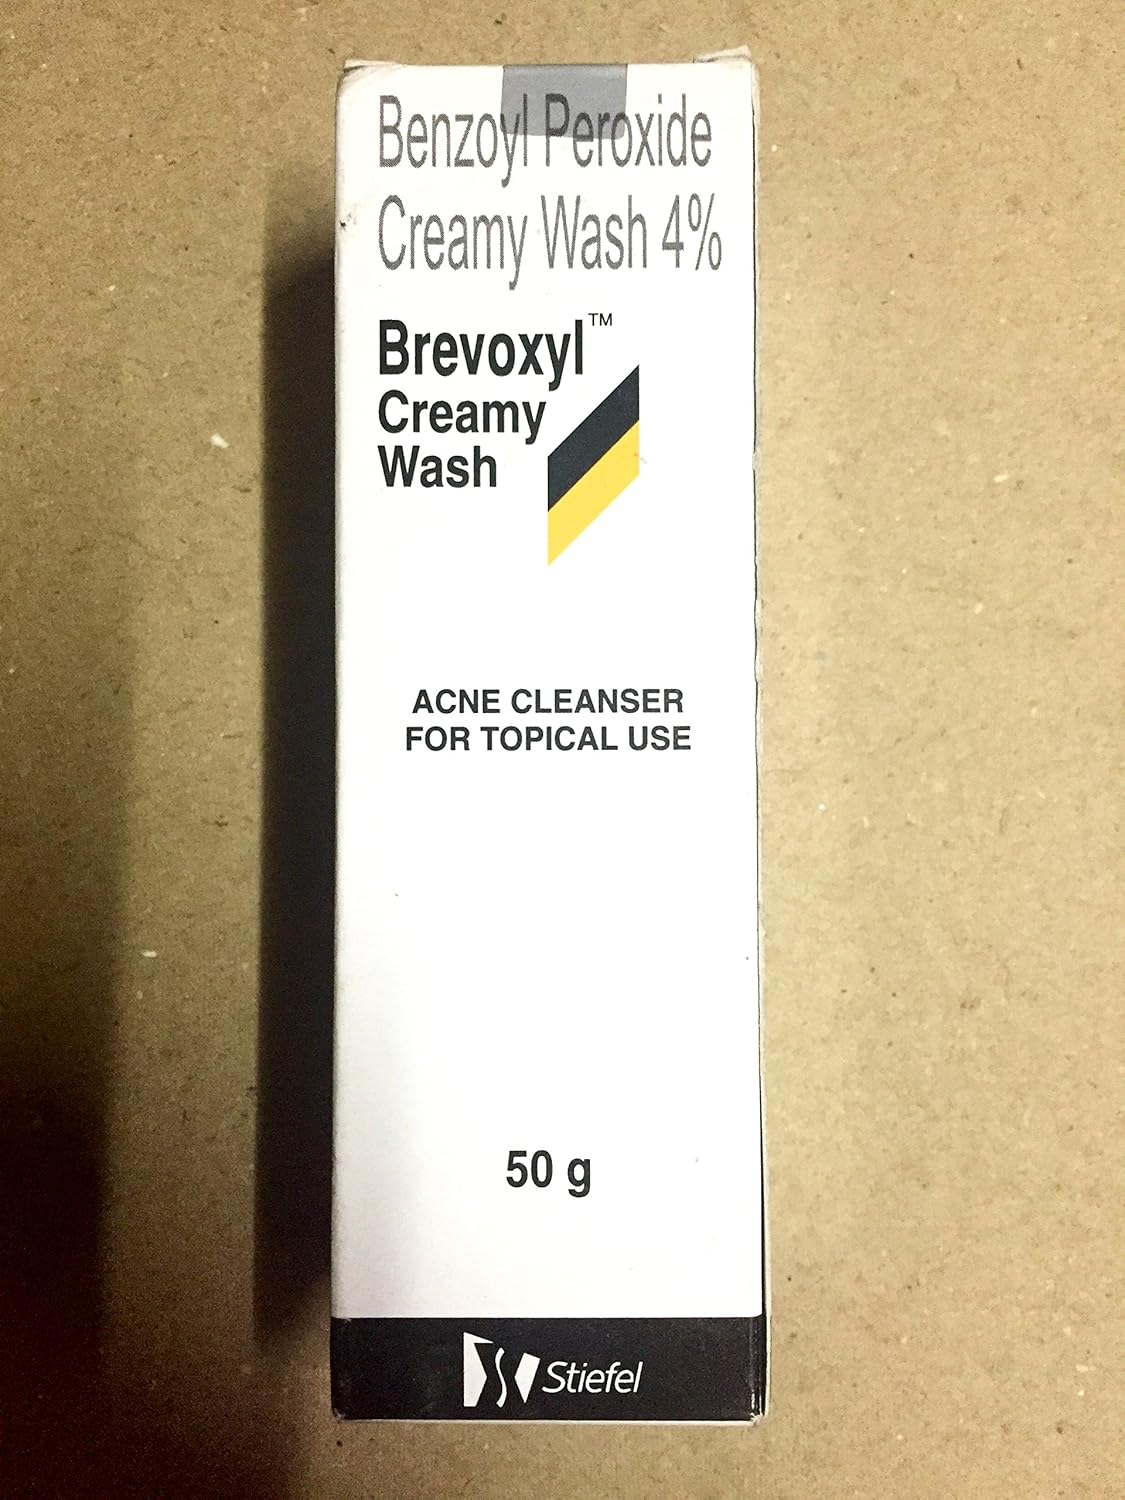 Benzoyl Peroxide
Creamy Wash 4%
Brevoxyl™
Creamy
Wash
ACNE CLEANSER
FOR TOPICAL USE
50 g
Stiefel